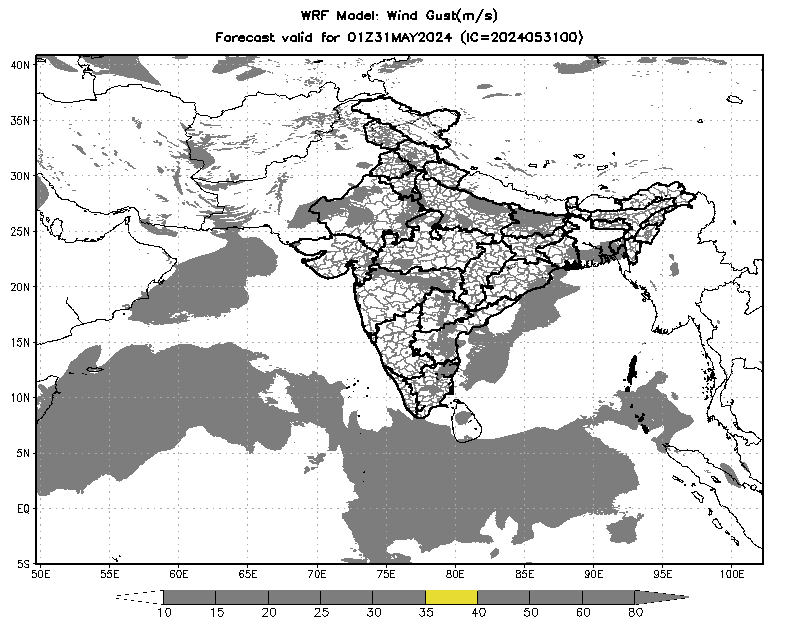 WRF Model: Wind Gust(m/s)
Forecast valid for 01Z31MAY2024 (IC=2024053100)
40N
35N
30N
25N
20N
15N
10N
5N
EQ
5S
50E 55E 60E 65E 70E 75E 80E 85E 90E 95E 100E
10 15 20 25 30 35 40 50 60 80